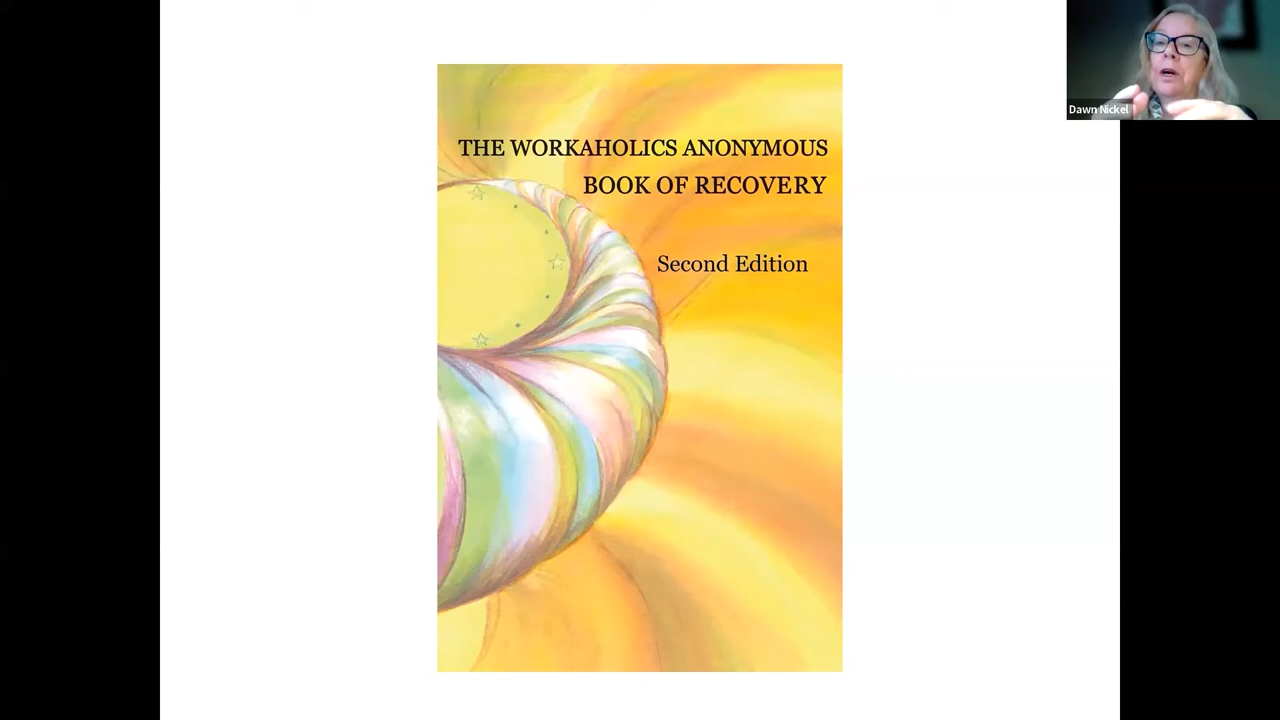 THE WORKAHOLICS ANONYMOUS
BOOK OF RECOVERY
Second Edition
Dawn Nickel